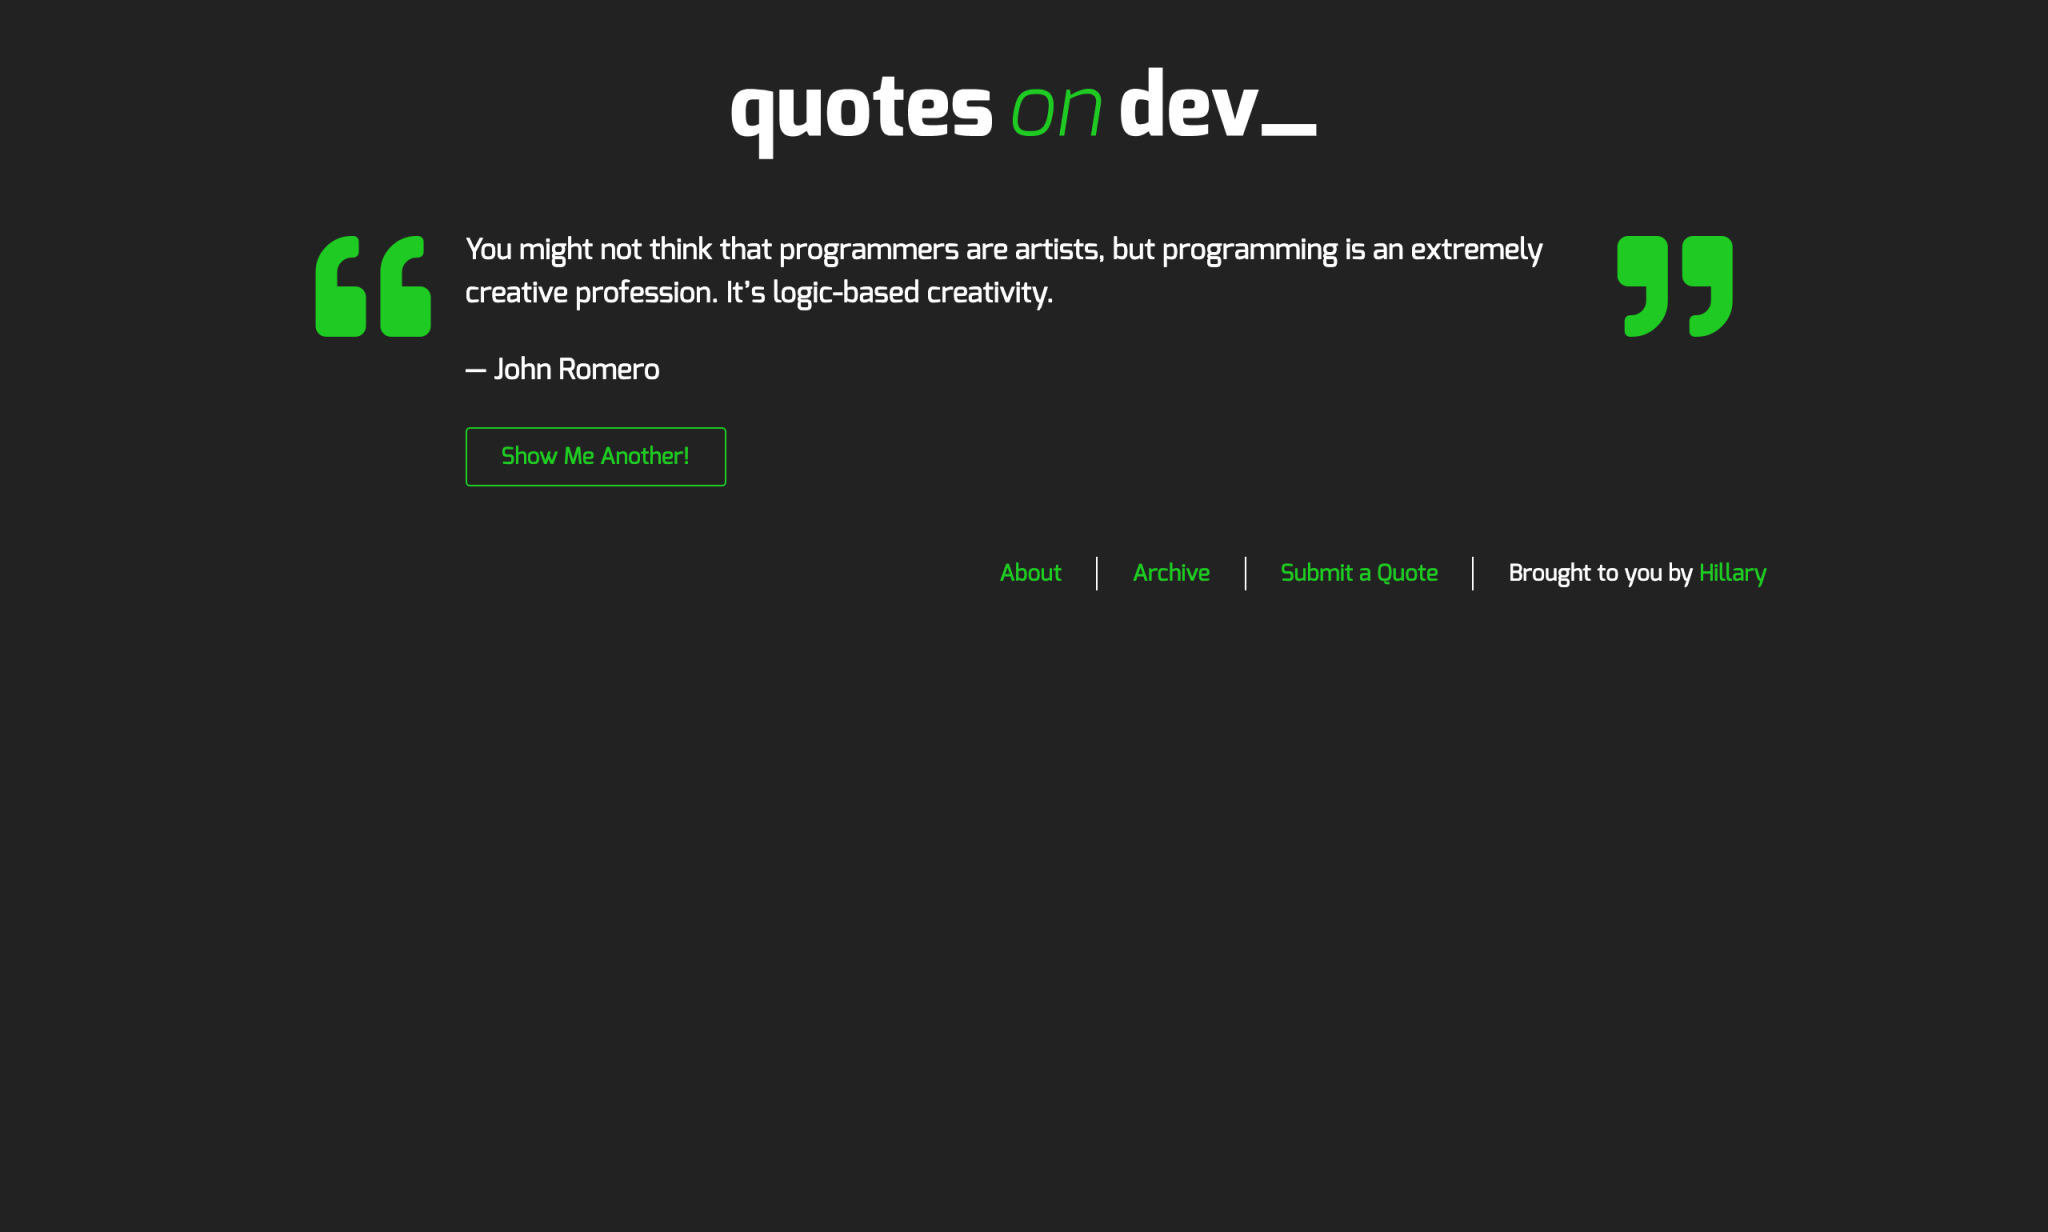 quotes on dev_
You might not think that programmers are artists, but programming is an extremely
creative profession. It’s logic-based creativity.
— John Romero
Show Me Another!
About | Archive | Submit a Quote | Brought to you by Hillary